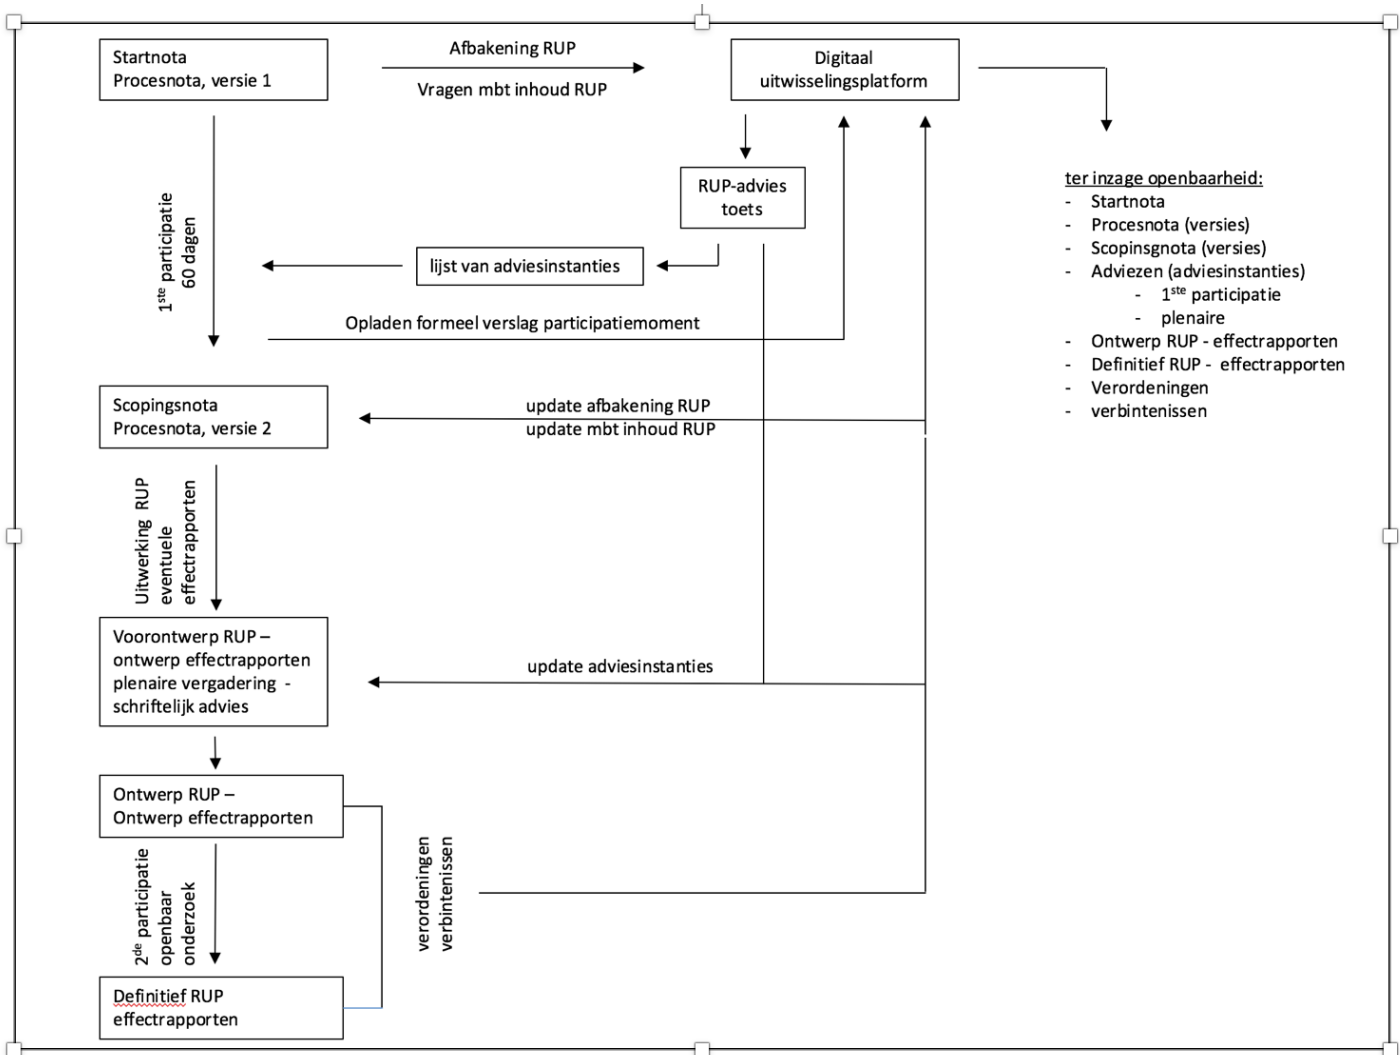 Startnota
Procesnota, versie 1
Afbakening RUP
Vragen mbt inhoud RUP
Digitaal
uitwisselingsplatform
RUP-advies
toets
lijst van adviesinstanties
1ste participatie
60 dagen
Opladen formeel verslag participatiemoment
ter inzage openbaarheid:
- Startnota
- Procesnota (versies)
- Scopinsgnota (versies)
- Adviezen (adviesinstanties)
- 1ste participatie
- plenaire
- Ontwerp RUP - effectrapporten
- Definitief RUP - effectrapporten
- Verordeningen
- verbintenissen
Scopingsnota
Procesnota, versie 2
update afbakening RUP
update mbt inhoud RUP
Uitwerking RUP
eventuele
effectrapporten
Voorontwerp RUP –
ontwerp effectrapporten
plenaire vergadering -
schriftelijk advies
update adviesinstanties
Ontwerp RUP –
Ontwerp effectrapporten
2de participatie
openbaar
onderzoek
verordeningen
verbintenissen
Definitief RUP
effectrapporten